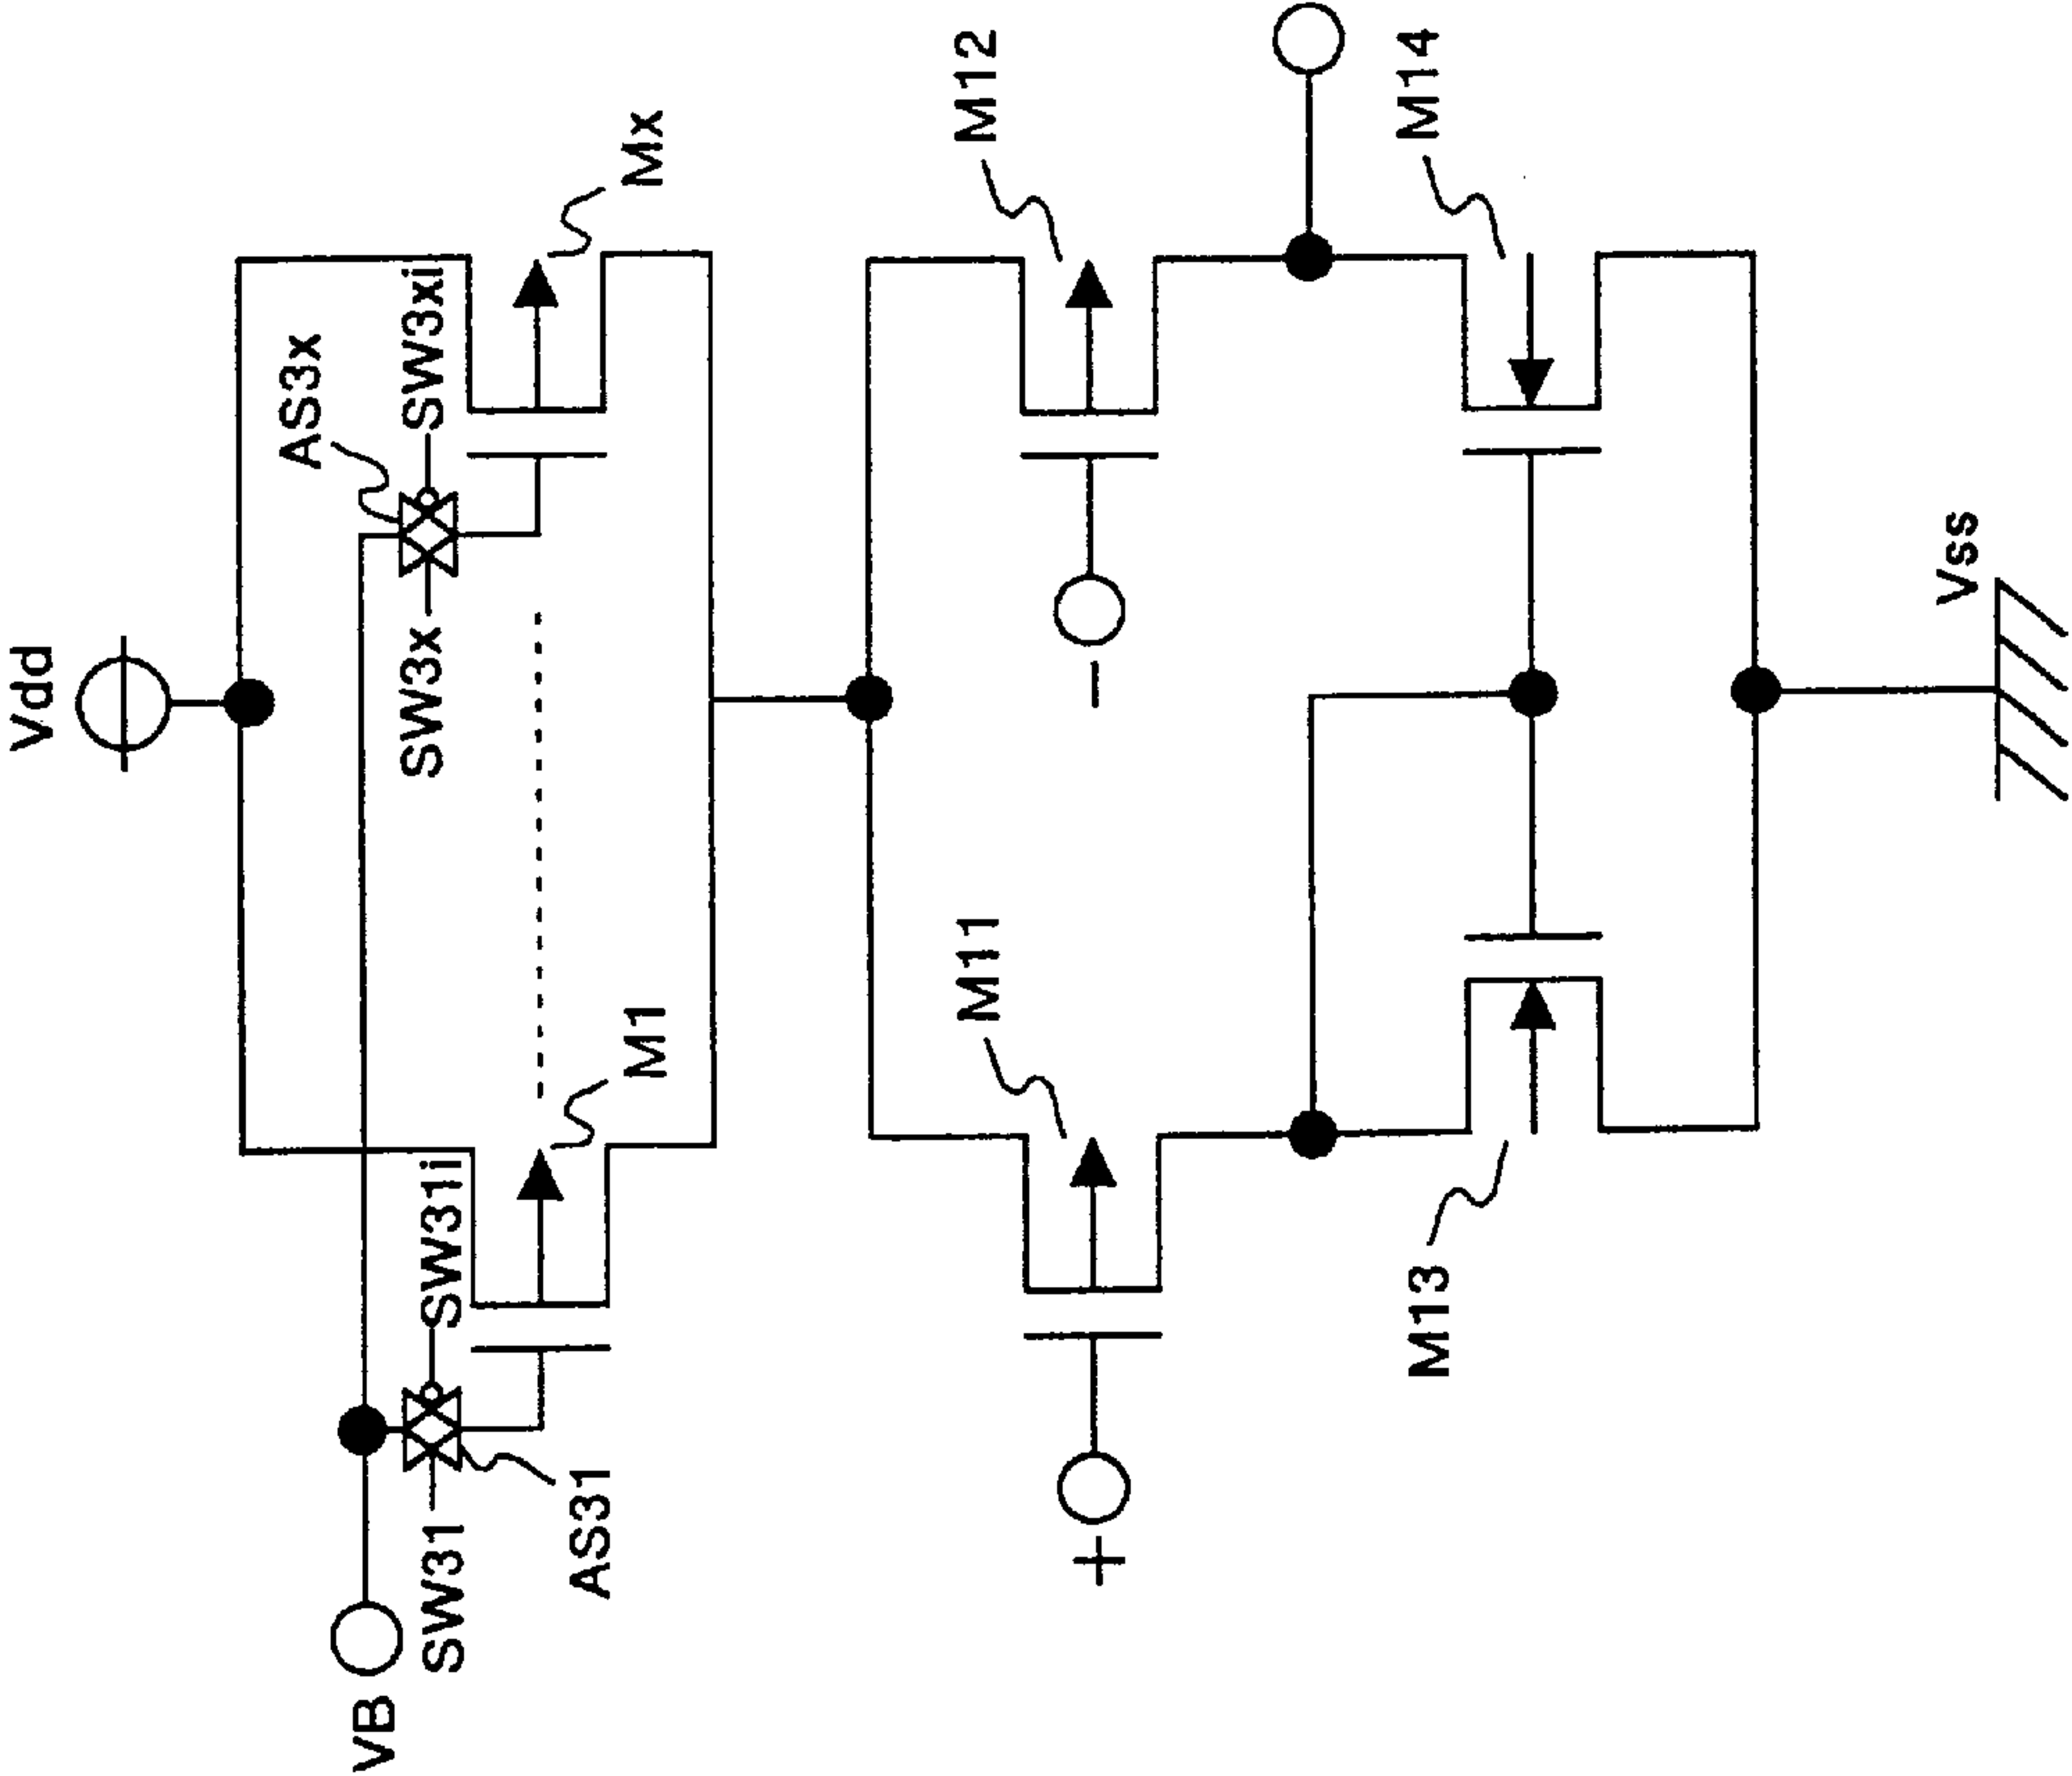 Vdd
AS3x
VB
SW31
SW31i
SW3x
SW3xi
AS31
M1
Mx
M11
M12
+
−
M13
M14
Vss